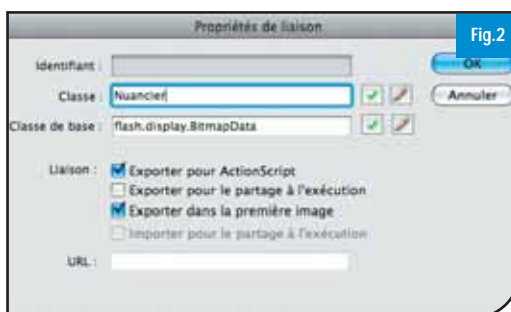 Propriétés de liaison
Fig.2
Identifiant :
OK
Classe : Nuancier
Annuler
Classe de base : flash.display.BitmapData
Liaison : Exporter pour ActionScript
Exporter pour le partage à l'exécution
Exporter dans la première image
Importer pour le partage à l'exécution
URL :